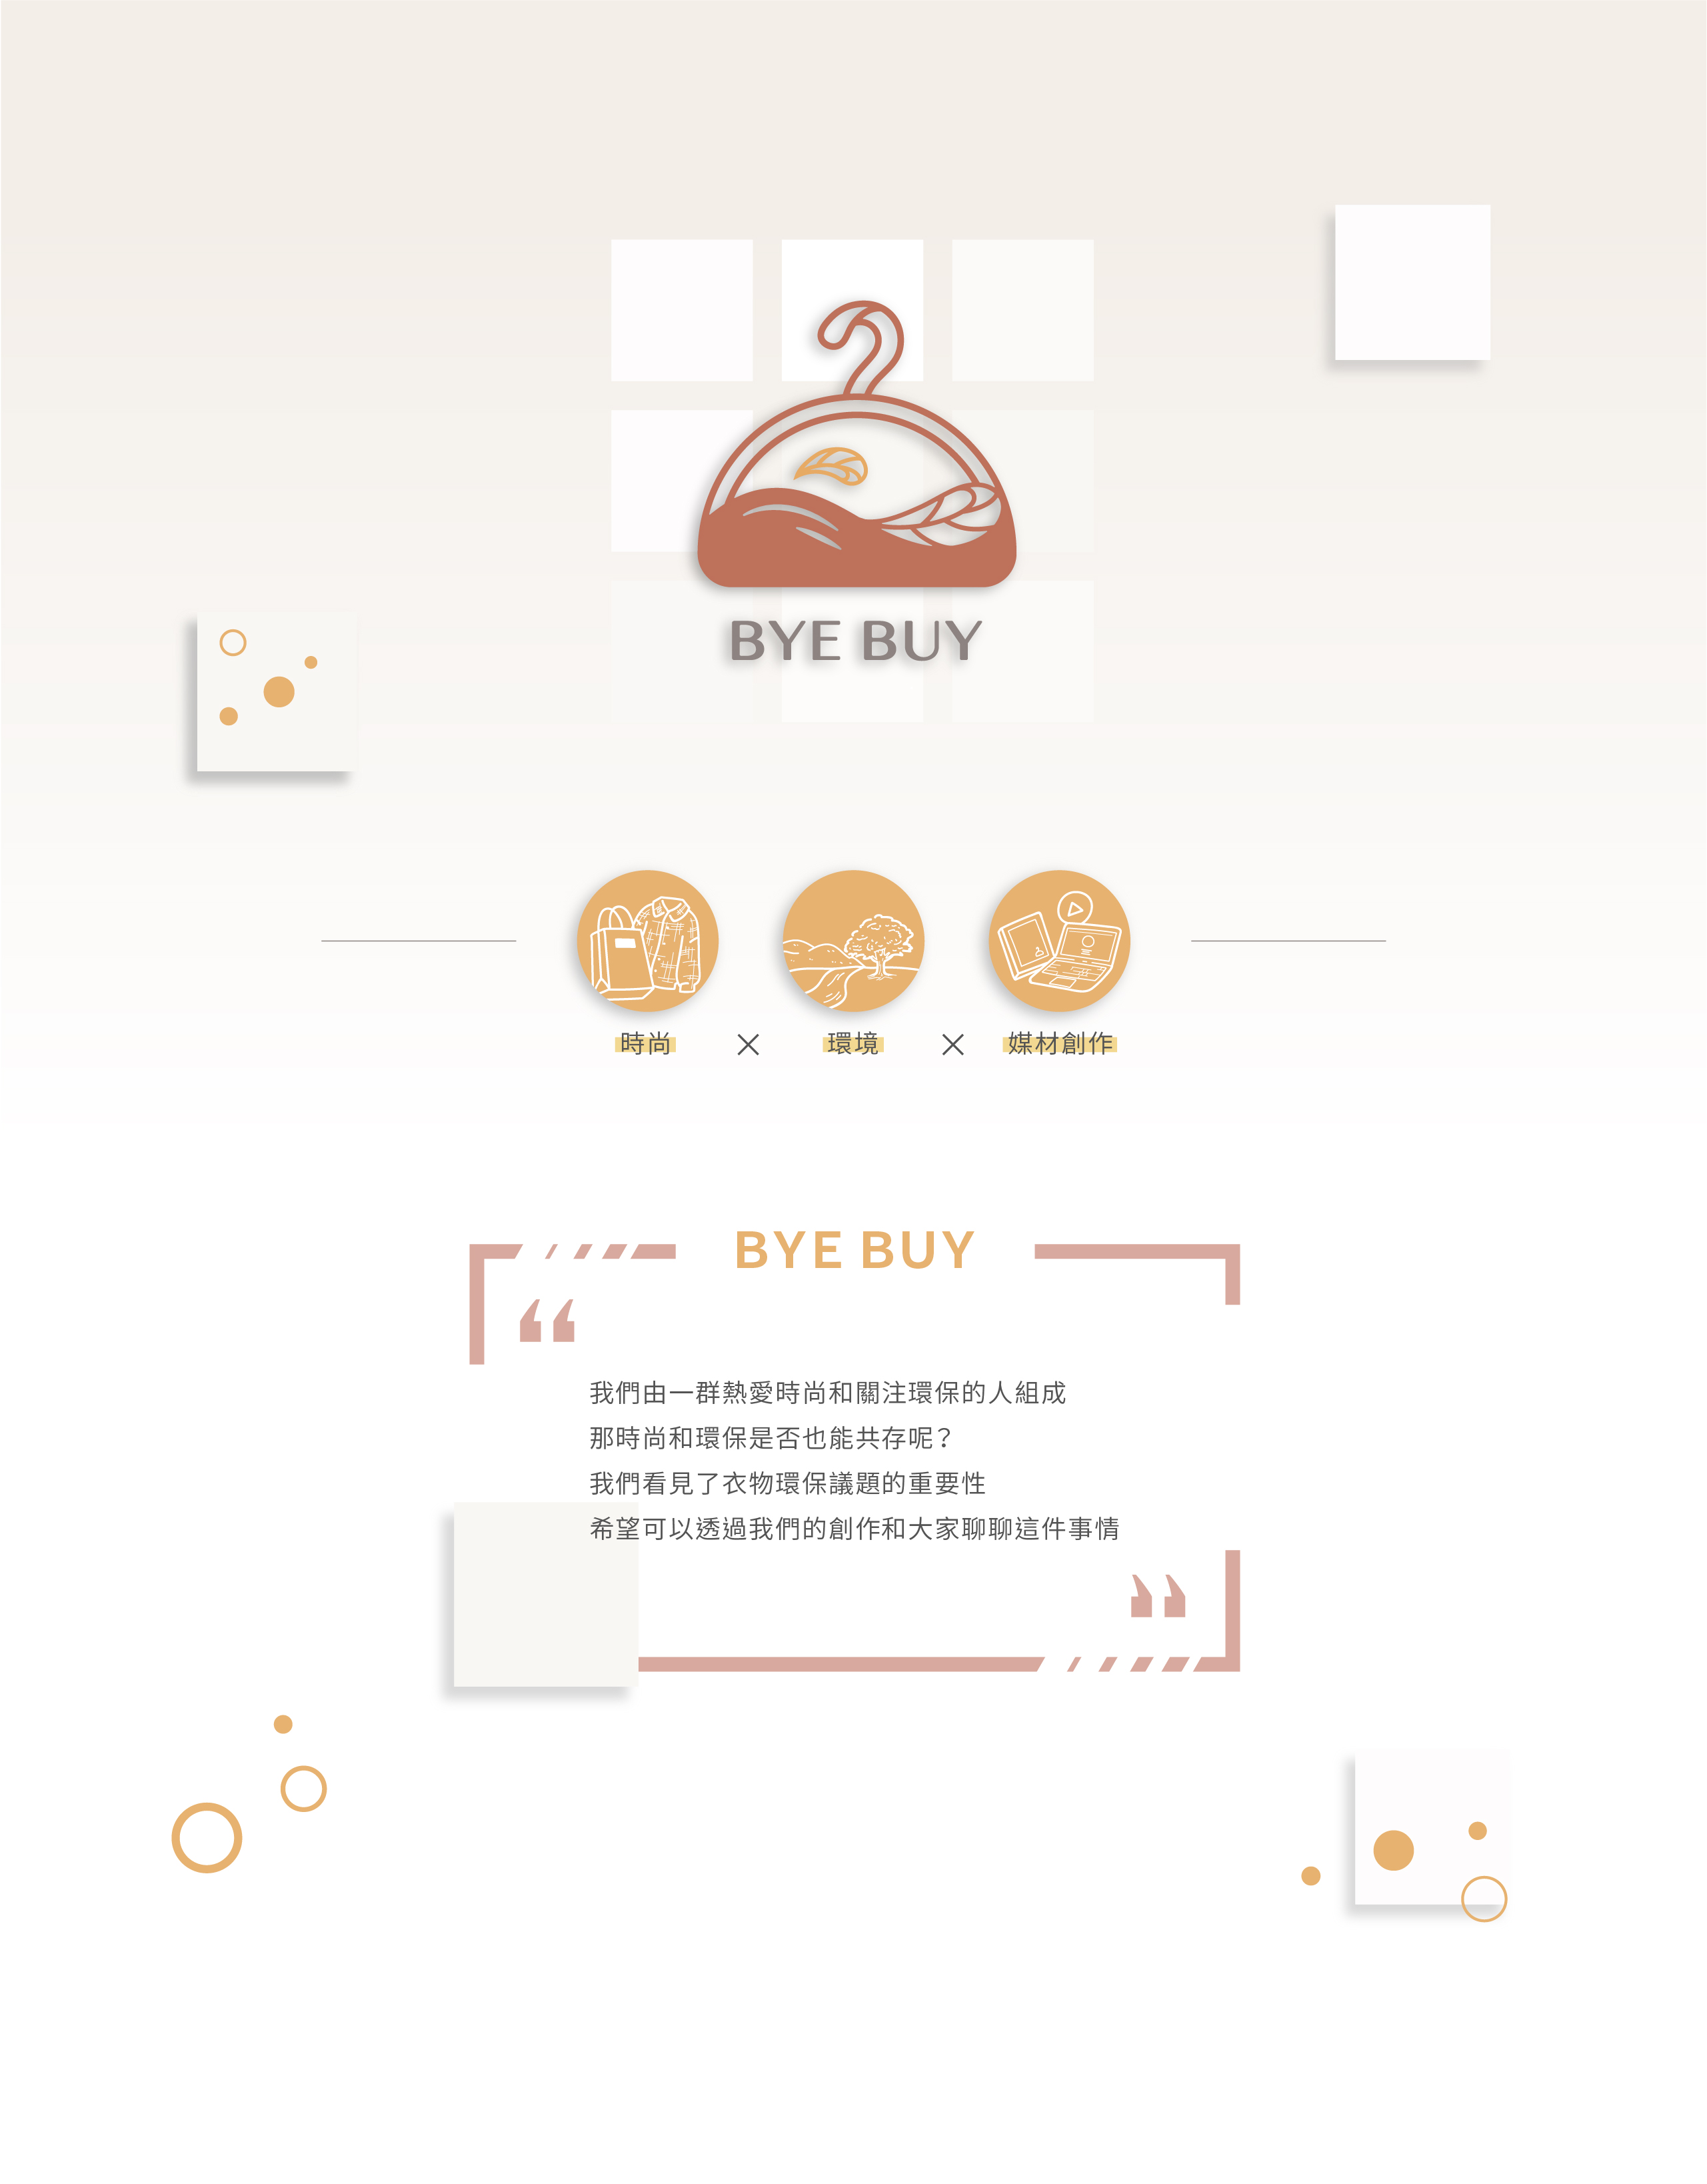 BYE BUY
時尚 × 環境 × 媒材創作
BYE BUY
我們由一群熱愛時尚和關注環保的人組成
那時尚和環保是否也能共存呢？
我們看見了衣物環保議題的重要性
希望可以透過我們的創作和大家聊聊這件事情